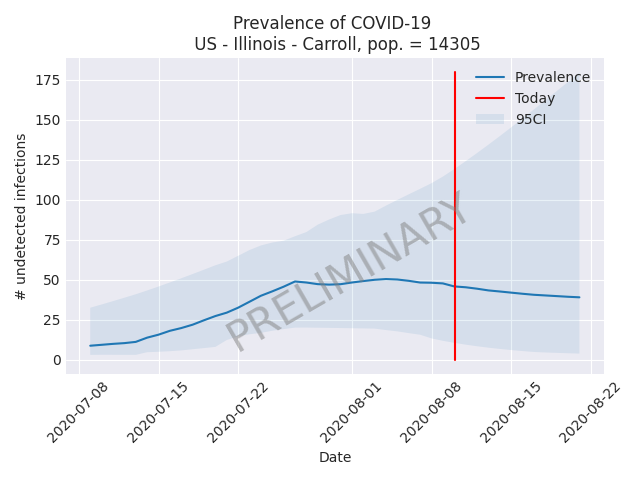 Prevalence of COVID-19
US - Illinois - Carroll, pop. = 14305
# undetected infections
175
150
125
100
75
50
25
0
Prevalence
Today
95CI
PRELIMINARY
2020-07-08
2020-07-15
2020-07-22
2020-08-01
2020-08-08
2020-08-15
2020-08-22
Date